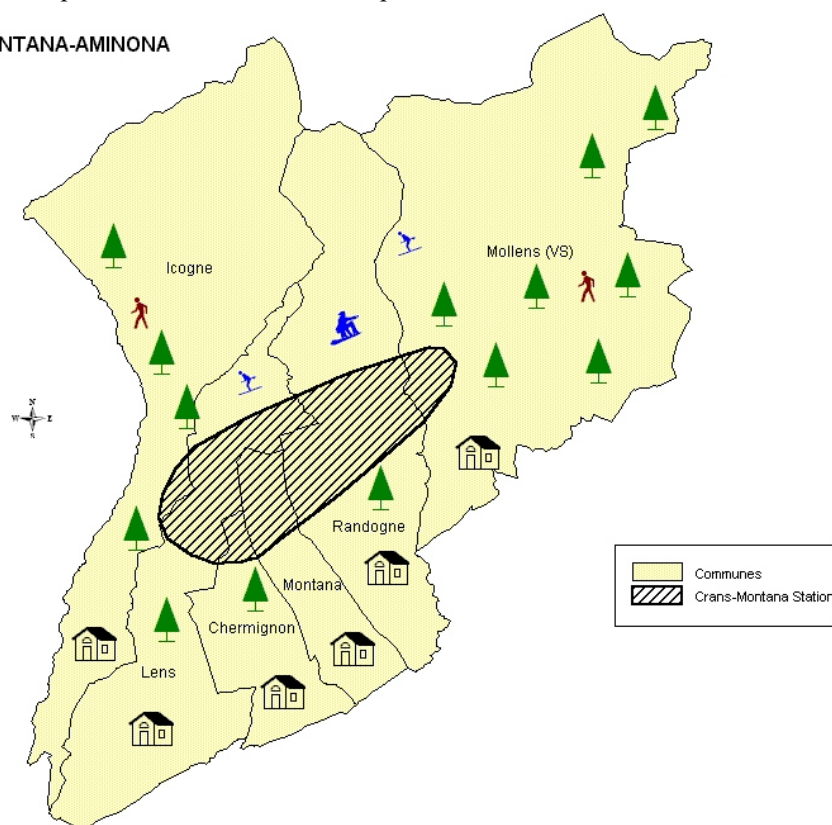 NTANA-AMINONA
Mollens (VS)
Icogne
N
W E
S
Randogne
Montana
Chermignon
Lens
Communes
Crans-Montana Station